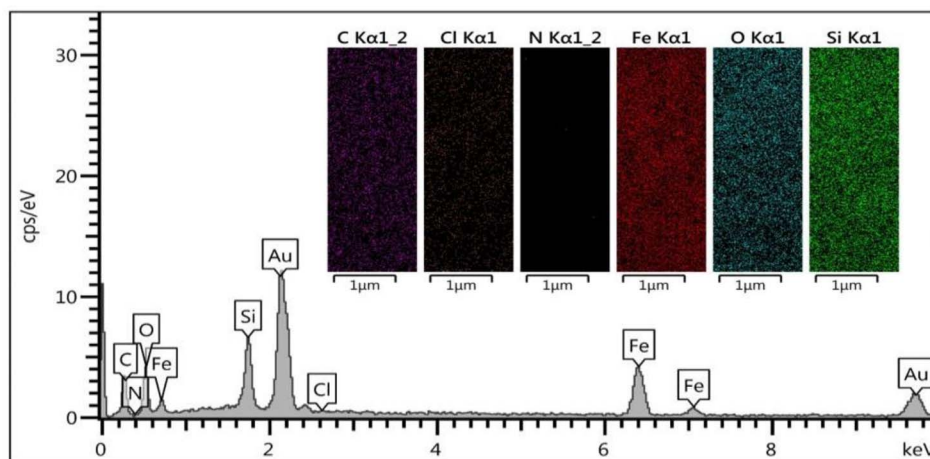 C Kα1_2 Cl Kα1 N Kα1_2 Fe Kα1 O Kα1 Si Kα1
1µm 1µm 1µm 1µm 1µm 1µm
30
20
10
0
cps/eV
Au
Si
O
C
N
Fe
Cl
Fe
Fe
Au
0 2 4 6 8 keV